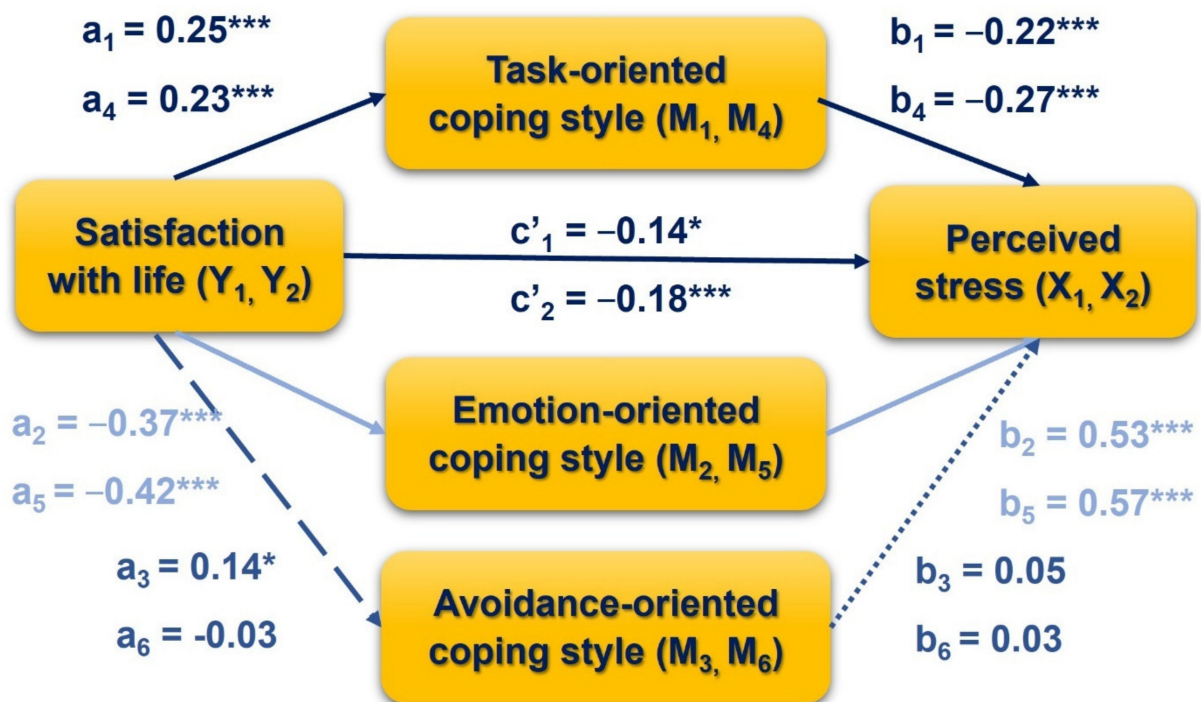 a₁ = 0.25***
a₄ = 0.23***
Task-oriented
coping style (M₁, M₄)
b₁ = –0.22***
b₄ = –0.27***
Satisfaction
with life (Y₁, Y₂)
c’₁ = –0.14*
c’₂ = –0.18***
Perceived
stress (X₁, X₂)
a₂ = –0.37***
a₅ = –0.42***
Emotion-oriented
coping style (M₂, M₅)
b₂ = 0.53***
b₅ = 0.57***
a₃ = 0.14*
a₆ = -0.03
Avoidance-oriented
coping style (M₃, M₆)
b₃ = 0.05
b₆ = 0.03